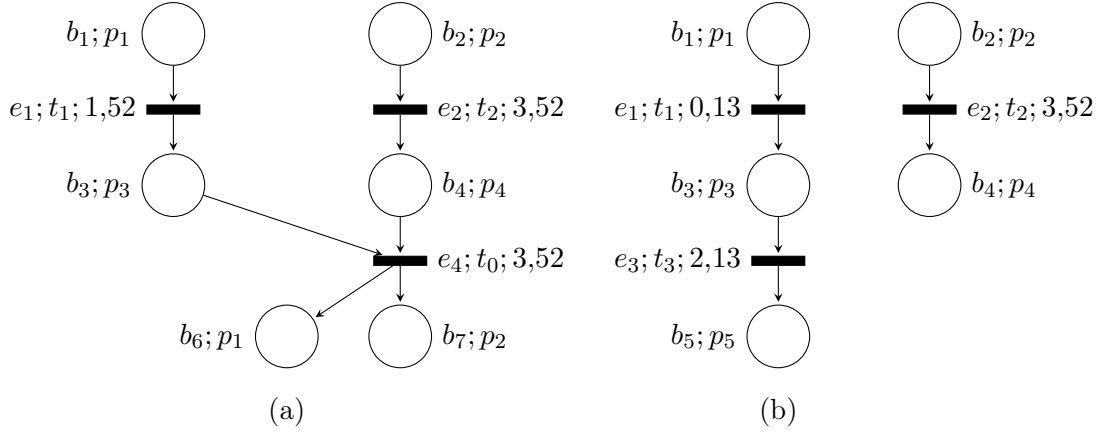 b₁; p₁
b₂; p₂
e₁; t₁; 1,52
e₂; t₂; 3,52
b₃; p₃
b₄; p₄
e₄; t₀; 3,52
b₆; p₁
b₇; p₂
(a)
b₁; p₁
b₂; p₂
e₁; t₁; 0,13
e₂; t₂; 3,52
b₃; p₃
b₄; p₄
e₃; t₃; 2,13
b₅; p₅
(b)